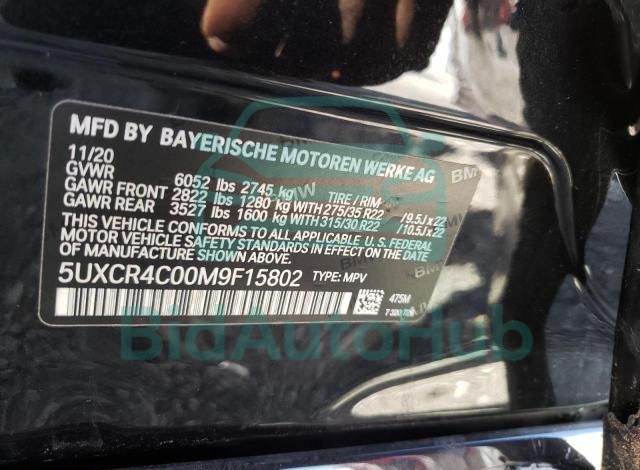 MFD BY BAYERISCHE MOTOREN WERKE AG
11/20
GVWR 6052 lbs 2745 kg TIRE / RIM
GAWR FRONT 2822 lbs 1280 kg WITH 275/35 R22 / 9.5J x 22
GAWR REAR 3527 lbs 1600 kg WITH 315/30 R22 / 10.5J x 22
THIS VEHICLE CONFORMS TO ALL APPLICABLE U.S. FEDERAL
MOTOR VEHICLE SAFETY STANDARDS IN EFFECT ON THE DATE
OF MANUFACTURE SHOWN ABOVE.
5UXCR4C00M9F15802 TYPE: MPV
475M
BMW
BMW
BMW
BidAutoHub